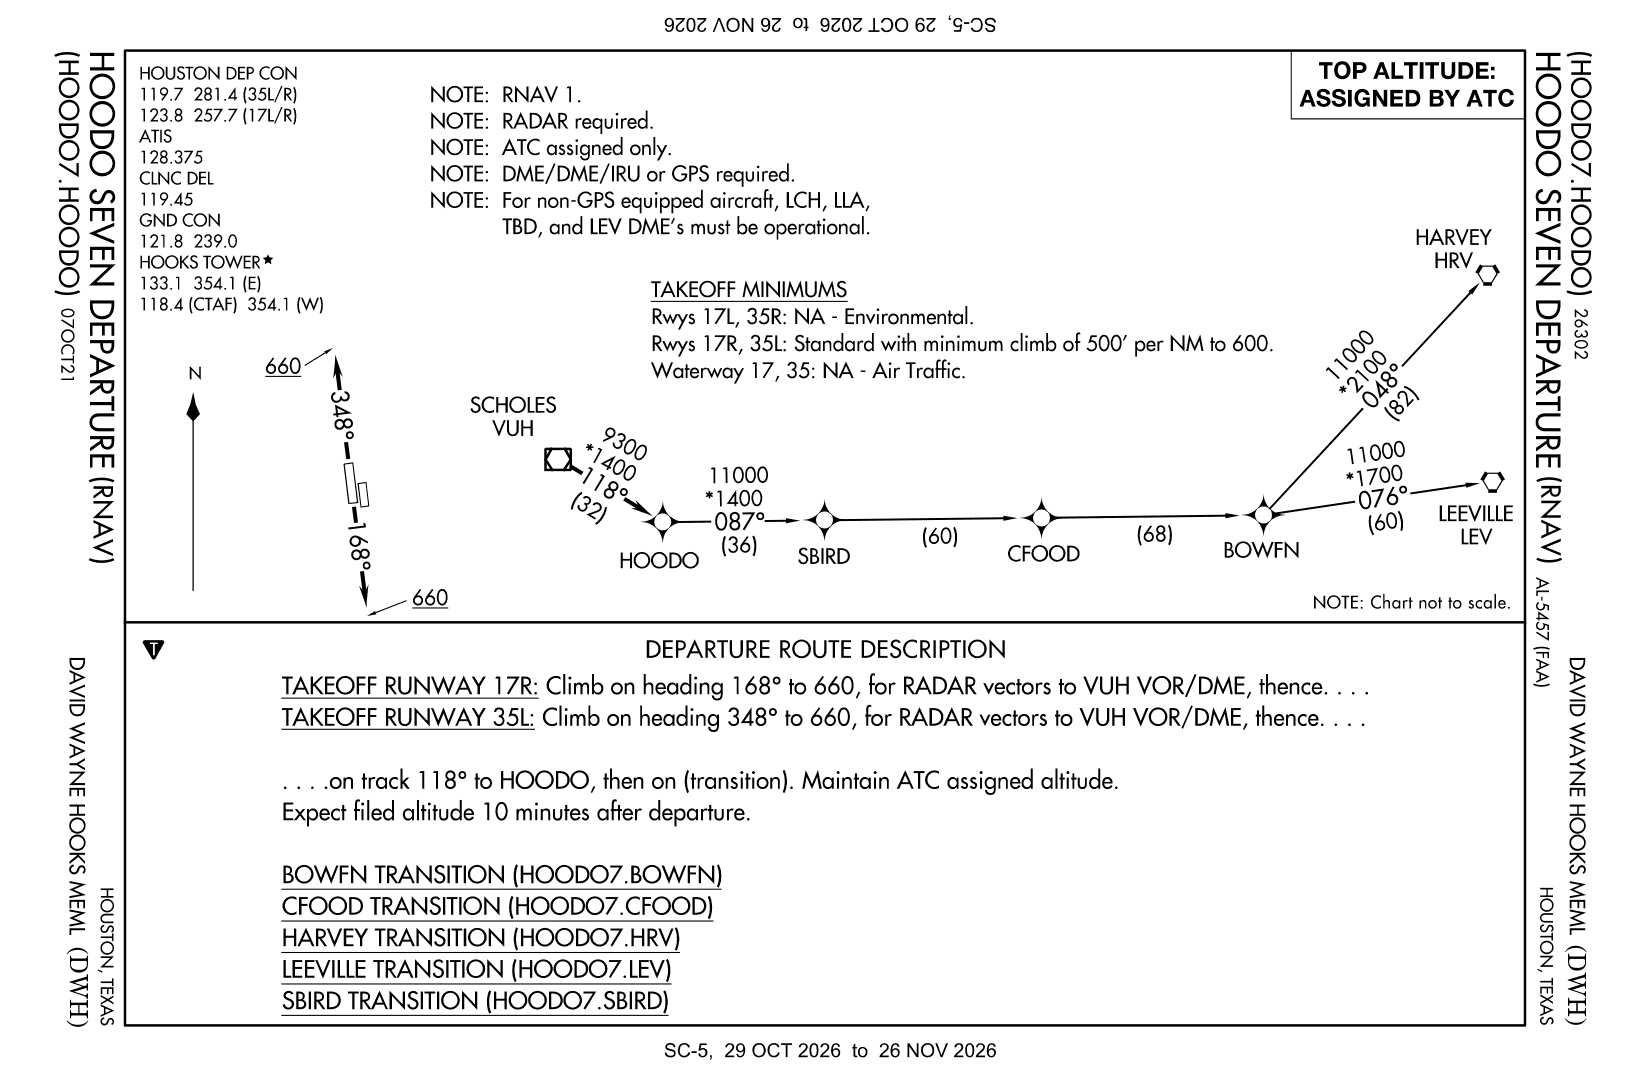 SC-5, 29 OCT 2026 to 26 NOV 2026
(HOODO7.HOODO) 07OCT21
HOODO SEVEN DEPARTURE (RNAV)
DAVID WAYNE HOOKS MEML (DWH)
HOUSTON, TEXAS
HOUSTON DEP CON
119.7 281.4 (35L/R)
123.8 257.7 (17L/R)
ATIS
128.375
CLNC DEL
119.45
GND CON
121.8 239.0
HOOKS TOWER★
133.1 354.1 (E)
118.4 (CTAF) 354.1 (W)
NOTE: RNAV 1.
NOTE: RADAR required.
NOTE: ATC assigned only.
NOTE: DME/DME/IRU or GPS required.
NOTE: For non-GPS equipped aircraft, LCH, LLA,
TBD, and LEV DME's must be operational.
TOP ALTITUDE:
ASSIGNED BY ATC
TAKEOFF MINIMUMS
Rwys 17L, 35R: NA - Environmental.
Rwys 17R, 35L: Standard with minimum climb of 500' per NM to 600.
Waterway 17, 35: NA - Air Traffic.
N
660
348°
168°
660
SCHOLES
VUH
9300
*1400
118°
(32)
HOODO
11000
*1400
087°
(36)
SBIRD
(60)
CFOOD
(68)
BOWFN
11000
*2100
048°
(82)
HARVEY
HRV
11000
*1700
076°
(60)
LEEVILLE
LEV
NOTE: Chart not to scale.
T
DEPARTURE ROUTE DESCRIPTION
TAKEOFF RUNWAY 17R: Climb on heading 168° to 660, for RADAR vectors to VUH VOR/DME, thence. . . .
TAKEOFF RUNWAY 35L: Climb on heading 348° to 660, for RADAR vectors to VUH VOR/DME, thence. . . .
. . . .on track 118° to HOODO, then on (transition). Maintain ATC assigned altitude.
Expect filed altitude 10 minutes after departure.
BOWFN TRANSITION (HOODO7.BOWFN)
CFOOD TRANSITION (HOODO7.CFOOD)
HARVEY TRANSITION (HOODO7.HRV)
LEEVILLE TRANSITION (HOODO7.LEV)
SBIRD TRANSITION (HOODO7.SBIRD)
(HOODO7.HOODO) 26302
HOODO SEVEN DEPARTURE (RNAV) AL-5457 (FAA)
DAVID WAYNE HOOKS MEML (DWH)
HOUSTON, TEXAS
SC-5, 29 OCT 2026 to 26 NOV 2026